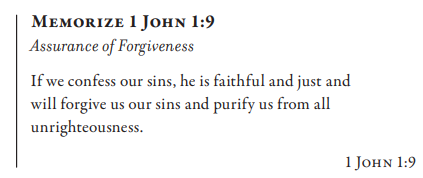 Memorize 1 John 1:9
Assurance of Forgiveness
If we confess our sins, he is faithful and just and
will forgive us our sins and purify us from all
unrighteousness.
1 John 1:9